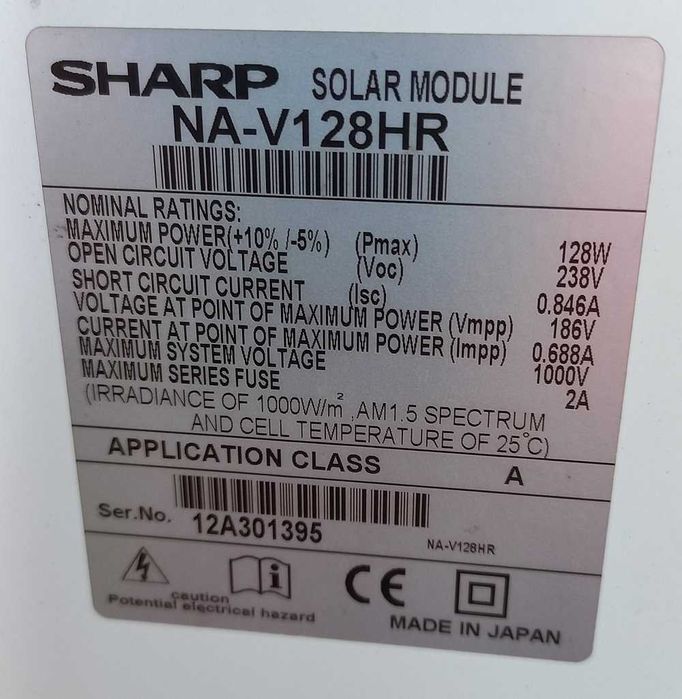 SHARP SOLAR MODULE
NA-V128HR
NOMINAL RATINGS:
MAXIMUM POWER(+10% /-5%) (Pmax) 128W
OPEN CIRCUIT VOLTAGE (Voc) 238V
SHORT CIRCUIT CURRENT (Isc) 0.846A
VOLTAGE AT POINT OF MAXIMUM POWER (Vmpp) 186V
CURRENT AT POINT OF MAXIMUM POWER (Impp) 0.688A
MAXIMUM SYSTEM VOLTAGE 1000V
MAXIMUM SERIES FUSE 2A
(IRRADIANCE OF 1000W/m², AM1.5 SPECTRUM
AND CELL TEMPERATURE OF 25℃)
APPLICATION CLASS A
Ser.No. 12A301395
NA-V128HR
caution
Potential electrical hazard
CE
MADE IN JAPAN